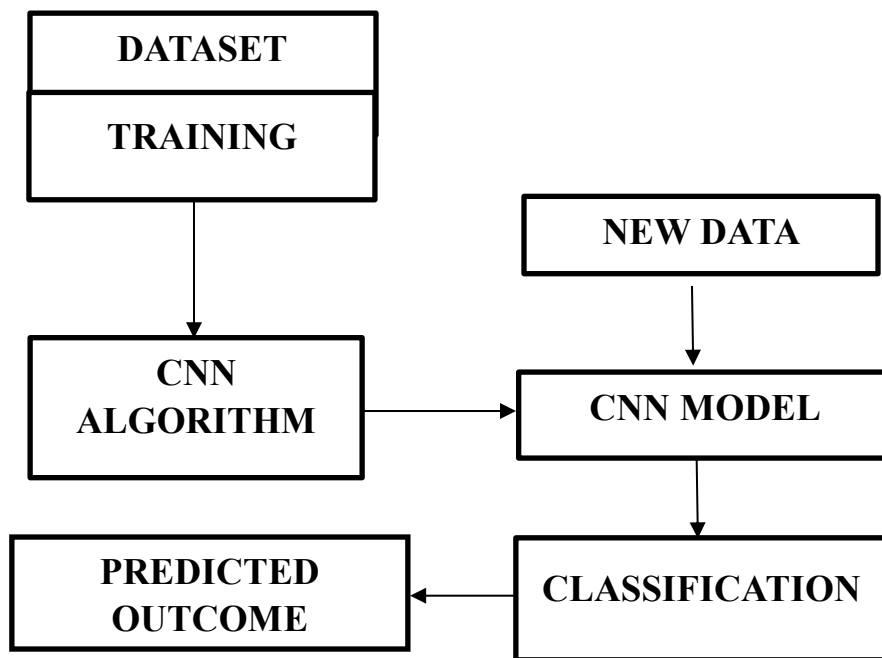 DATASET
TRAINING
NEW DATA
CNN
ALGORITHM
CNN MODEL
PREDICTED
OUTCOME
CLASSIFICATION